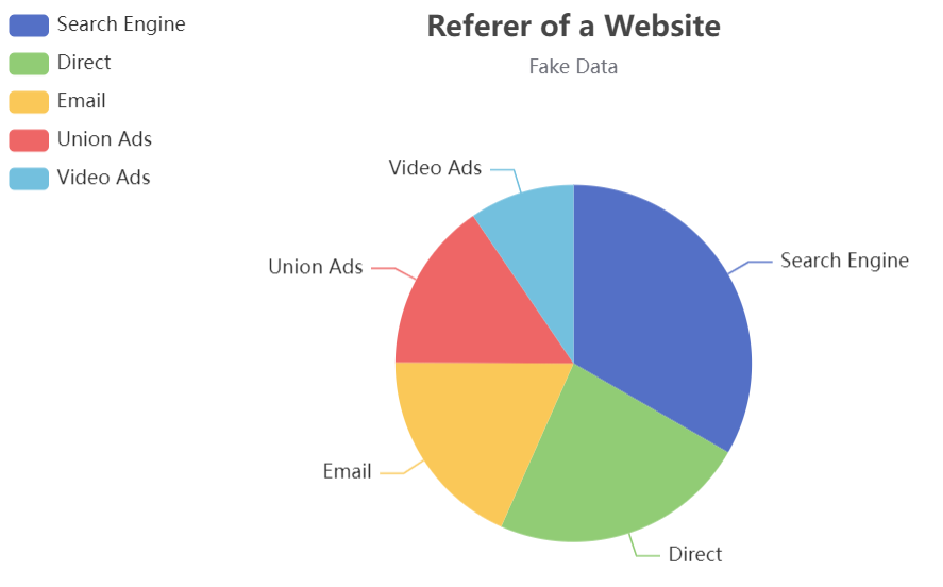 Referer of a Website
Fake Data
Search Engine
Direct
Email
Union Ads
Video Ads
Video Ads
Union Ads
Search Engine
Email
Direct